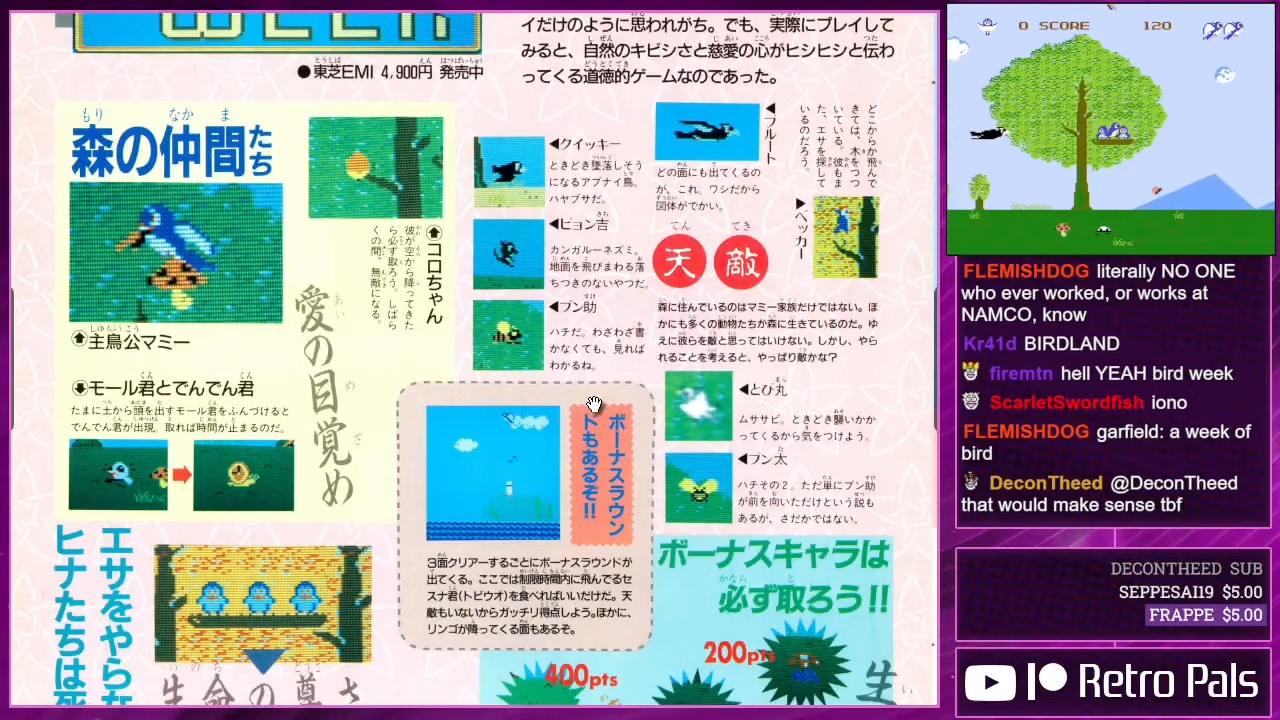 イだけのように思われがち。でも、実際にプレイして
みると、自然のキビシさと慈愛の心がヒシヒシと伝わ
ってくる道徳的ゲームなのであった。
●東芝EMI 4,900円 発売中
森の仲間たち
主鳥公マミー
コロちゃん
彼が空から降ってきた
ら必ず取ろう。しばら
くの間、無敵になる。
モール君とでんでん君
たまに土から頭を出すモール君をふんづけると
でんでん君が出現。取れば時間が止まるのだ。
愛の目覚め
◀クイッキー
ときどき墜落しそう
になるアブナイ鳥。
ハヤブサだ。
◀ピョン吉
カンガルーネズミ。
地面を飛びまわる落
ちつきのないやつだ。
◀ブン助
ハチだ。わざわざ書
かなくても、見れば
わかるね。
◀フルート
どの面にも出てくるの
が、これ。ワシだから
図体がでかい。
どこからか飛んで
きては、木をつつ
いている。彼もま
た、エサを探して
いるのだろう。
▶ペッカー
天敵
森に住んでいるのはマミー家族だけではない。ほ
かにも多くの動物たちが森に生きているのだ。ゆ
えに彼らを敵と思ってはいけない。しかし、やら
れることを考えると、やっぱり敵かな?
◀とび丸
ムササビ。ときどき襲いかか
ってくるから気をつけよう。
◀ブン太
ハチその2。ただ単にブン助
が前を向いただけという説も
あるが、さだかではない。
ボーナスラウン
ドもあるぞ!!
3面クリアーするごとにボーナスラウンドが
出てくる。ここでは制限時間内に飛んでるセ
スナ君(トビウオ)を食べればいいだけだ。天
敵もいないからガッチリ得点しよう。ほかに、
リンゴが降ってくる面もあるぞ。
エサをやらな
ヒナたちは死
生命の尊さ
ボーナスキャラは
必ず取ろう!!
400pts
200pts
生
0 SCORE 120
FLEMISHDOG literally NO ONE
who ever worked, or works at
NAMCO, know
Kr41d BIRDLAND
firemtn hell YEAH bird week
ScarletSwordfish iono
FLEMISHDOG garfield: a week of
bird
DeconTheed @DeconTheed
that would make sense tbf
DECONTHEED SUB
SEPPESAI19 $5.00
FRAPPE $5.00
Retro Pals